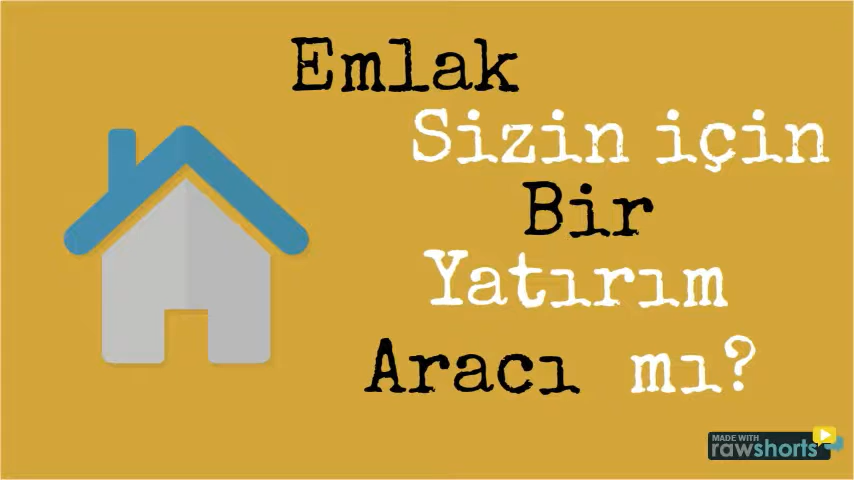 Emlak
Sizin için
Bir
Yatırım
Aracı mı?
MADE WITH
rawshorts